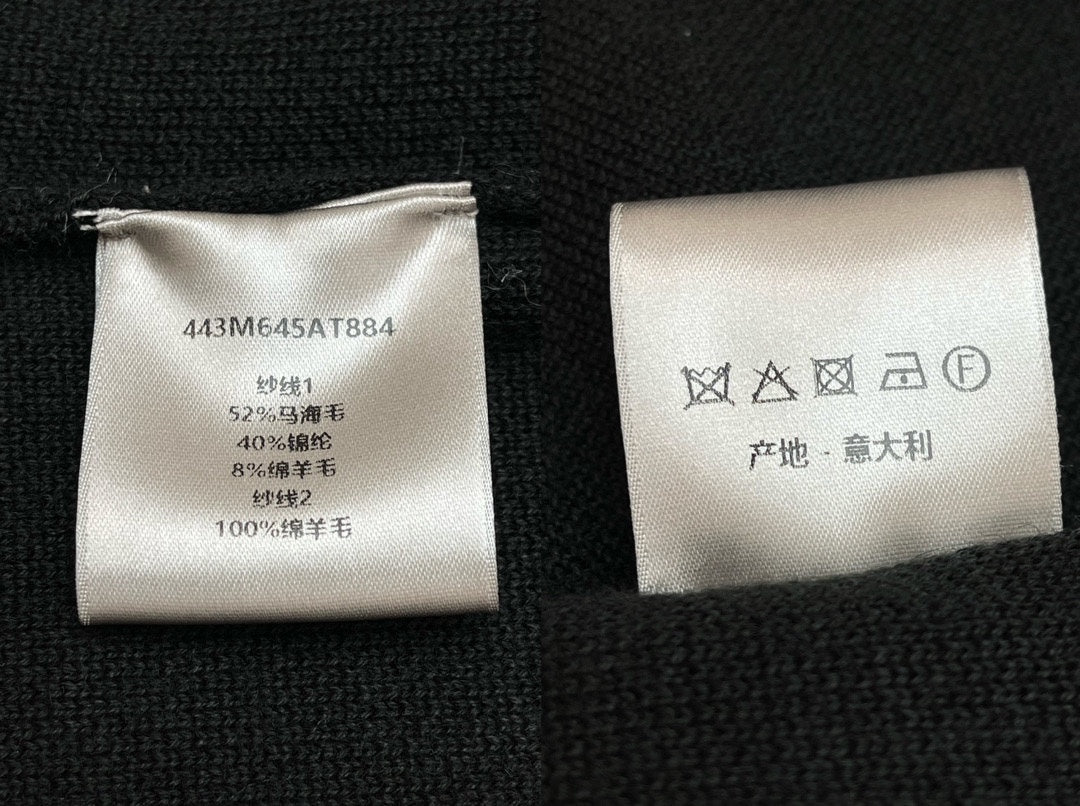 443M645AT884
纱线1
52%马海毛
40%锦纶
8%绵羊毛
纱线2
100%绵羊毛
F
产地 · 意大利